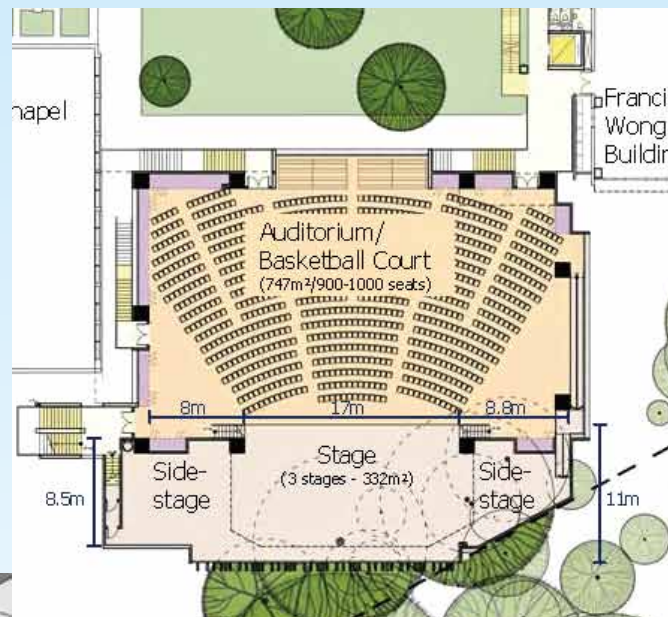 hapel
Franci
Wong
Buildin
Auditorium/
Basketball Court
(747m²/900-1000 seats)
8m
17m
8.8m
Side-
stage
Stage
(3 stages - 332m²)
Side-
stage
8.5m
11m